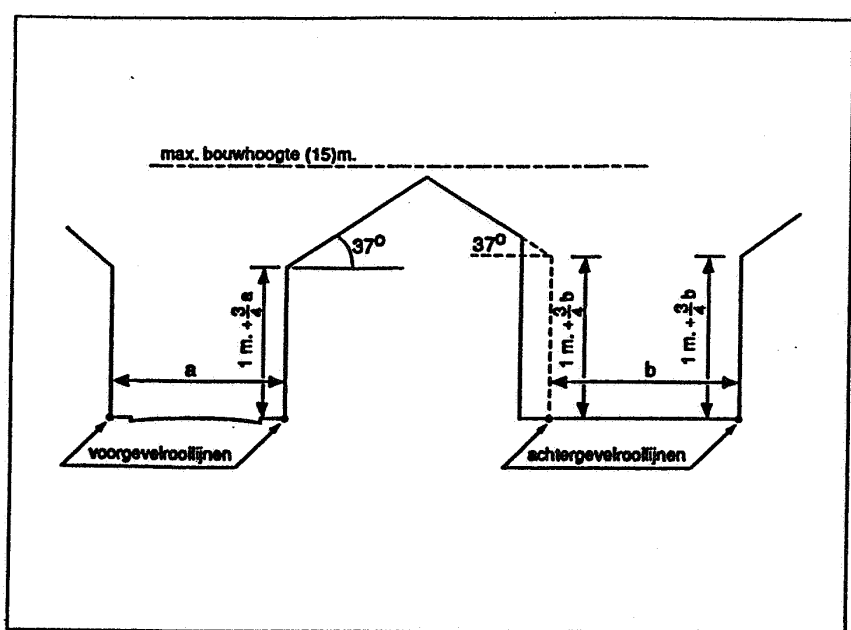 max. bouwhoogte (15)m.
37°
37°
1 m. + 3/4 a
1 m. + 3/4 b
1 m. + 3/4 b
a
b
voorgevelrooilijnen
achtergevelrooilijnen